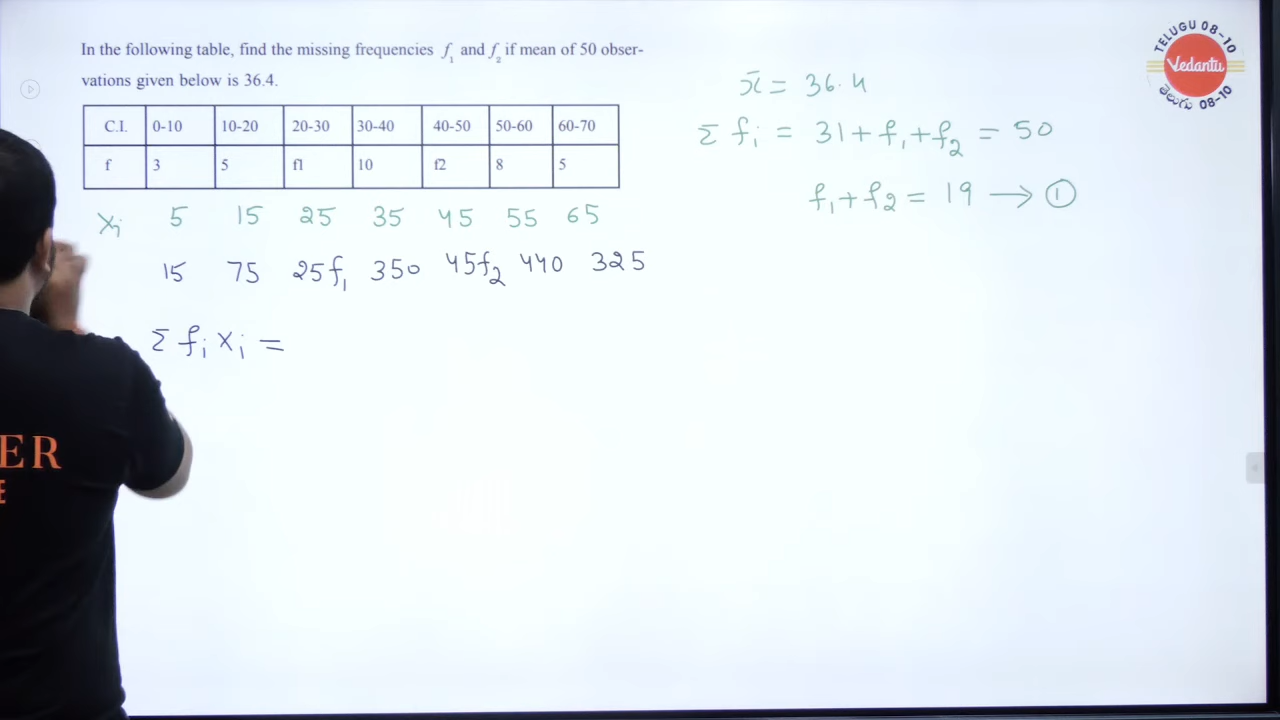 In the following table, find the missing frequencies f₁ and f₂ if mean of 50 obser-
vations given below is 36.4.
C.I. 0-10 10-20 20-30 30-40 40-50 50-60 60-70
f 3 5 f1 10 f2 8 5
xᵢ 5 15 25 35 45 55 65
15 75 25f₁ 350 45f₂ 440 325
Σ fᵢ xᵢ =
x̄ = 36.4
Σ fᵢ = 31 + f₁ + f₂ = 50
f₁ + f₂ = 19 → ①
TELUGU 08-10
Vedantu
తెలుగు 08-10
ER
E